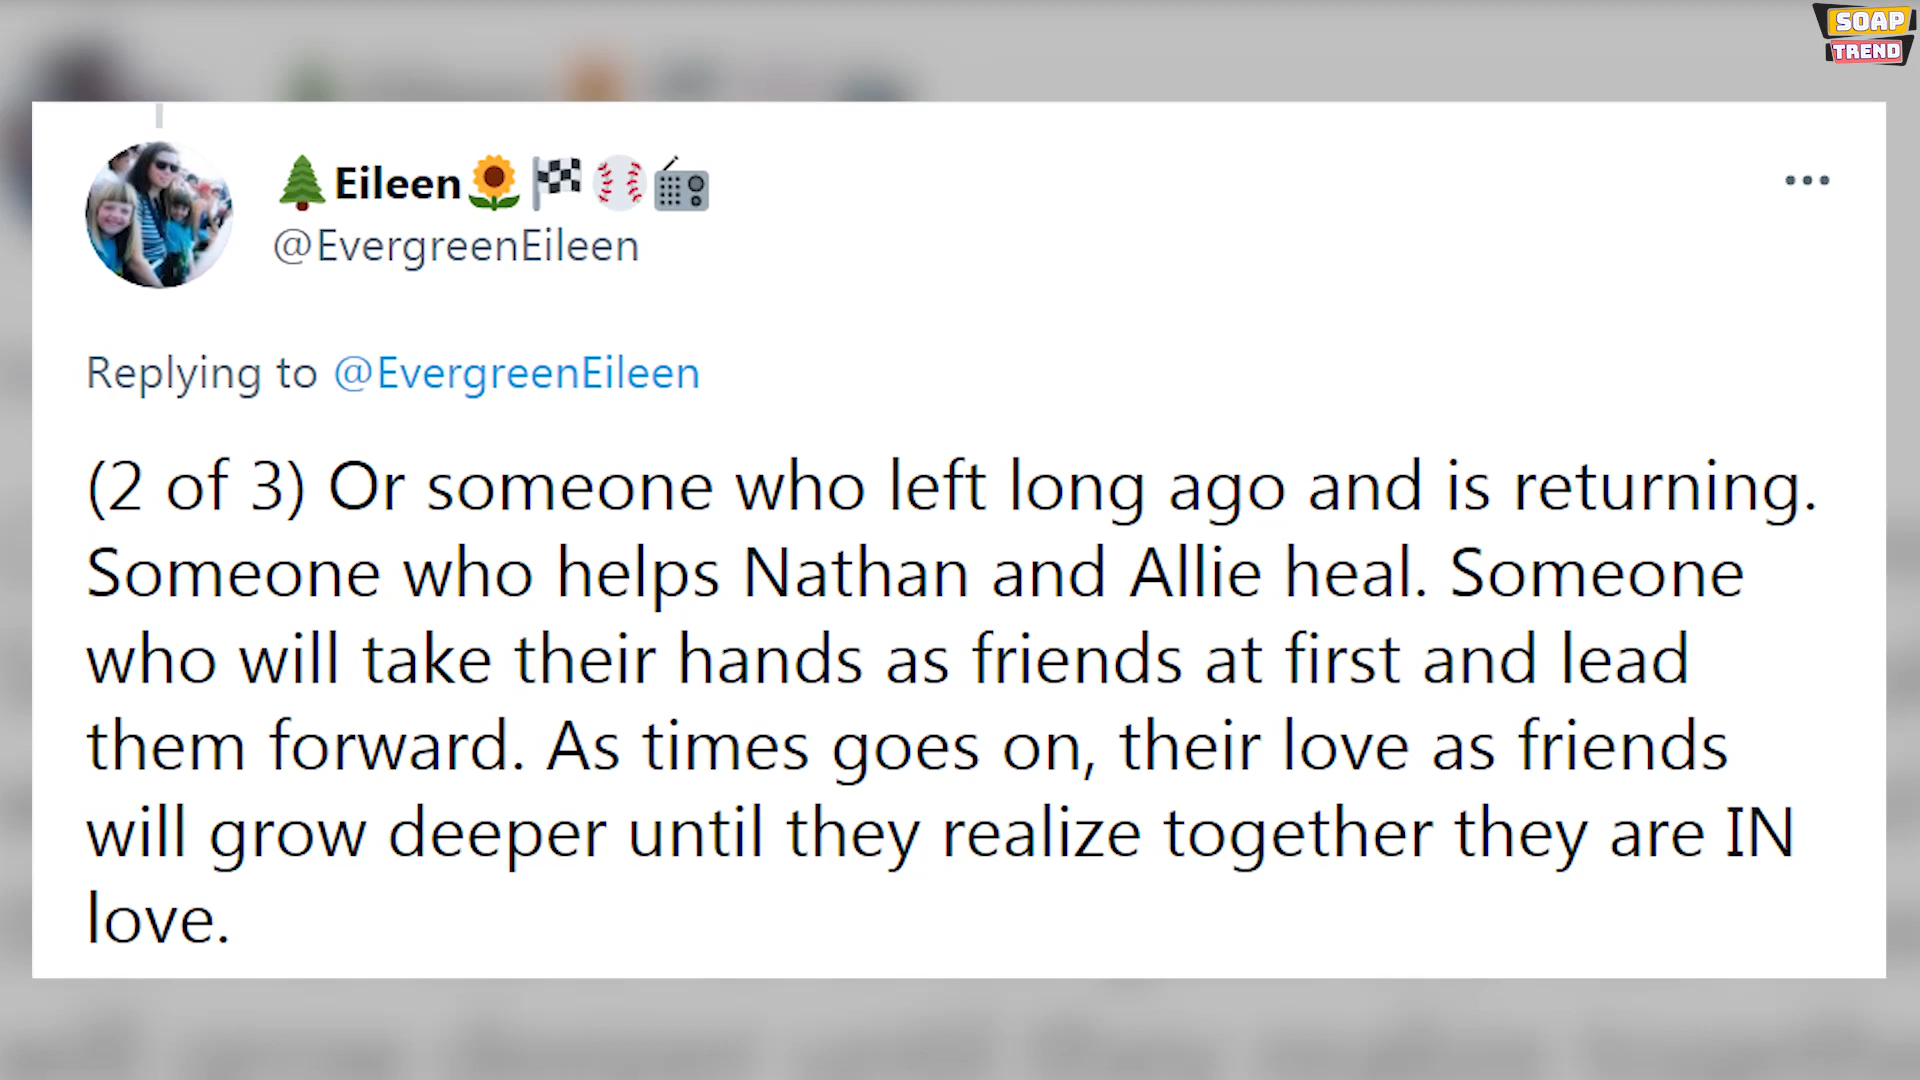 SOAP
TREND
🌲Eileen🌻🏁⚾📻
@EvergreenEileen
Replying to @EvergreenEileen
(2 of 3) Or someone who left long ago and is returning.
Someone who helps Nathan and Allie heal. Someone
who will take their hands as friends at first and lead
them forward. As times goes on, their love as friends
will grow deeper until they realize together they are IN
love.